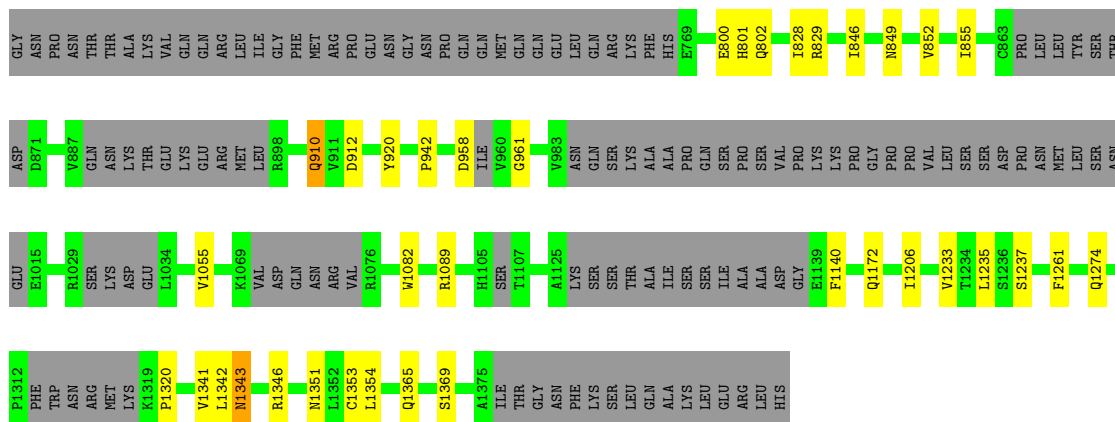 GLY ASN PRO ASN THR THR ALA LYS VAL GLN GLN ARG LEU ILE GLY PHE MET ARG PRO GLU ASN GLY ASN PRO GLN GLN MET GLN GLN GLU LEU GLN ARG LYS PHE HIS E769 E800 H801 Q802 I828 R829 I846 N849 V852 I855 C863 PRO LEU LEU TYR SER THR
ASP D871 V887 GLN ASN LYS THR GLU LYS GLU ARG MET LEU R898 Q910 V911 D912 Y920 P942 D958 ILE V960 G961 V983 ASN GLN SER LYS ALA ALA PRO GLN SER PRO SER VAL PRO LYS LYS PRO GLY PRO PRO VAL LEU SER SER ASP PRO ASN MET LEU SER ASN
GLU E1015 R1029 SER LYS ASP GLU L1034 V1055 K1069 VAL ASP GLN ASN ARG VAL R1076 W1082 R1089 H1105 SER T1107 A1125 LYS SER SER THR ALA ILE SER SER ILE ALA ALA ASP GLY E1139 F1140 Q1172 I1206 V1233 T1234 L1235 S1236 S1237 F1261 Q1274
P1312 PHE TRP ASN ARG MET LYS K1319 P1320 V1341 L1342 N1343 R1346 N1351 L1352 C1353 L1354 Q1365 S1369 A1375 ILE THR GLY ASN PHE LYS SER LEU GLN ALA LYS LEU GLU ARG LEU HIS